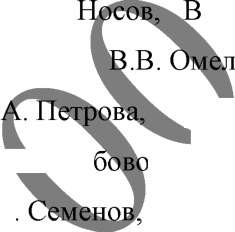 Носов, В
В.В. Омел
А. Петрова,
бово
. Семенов,